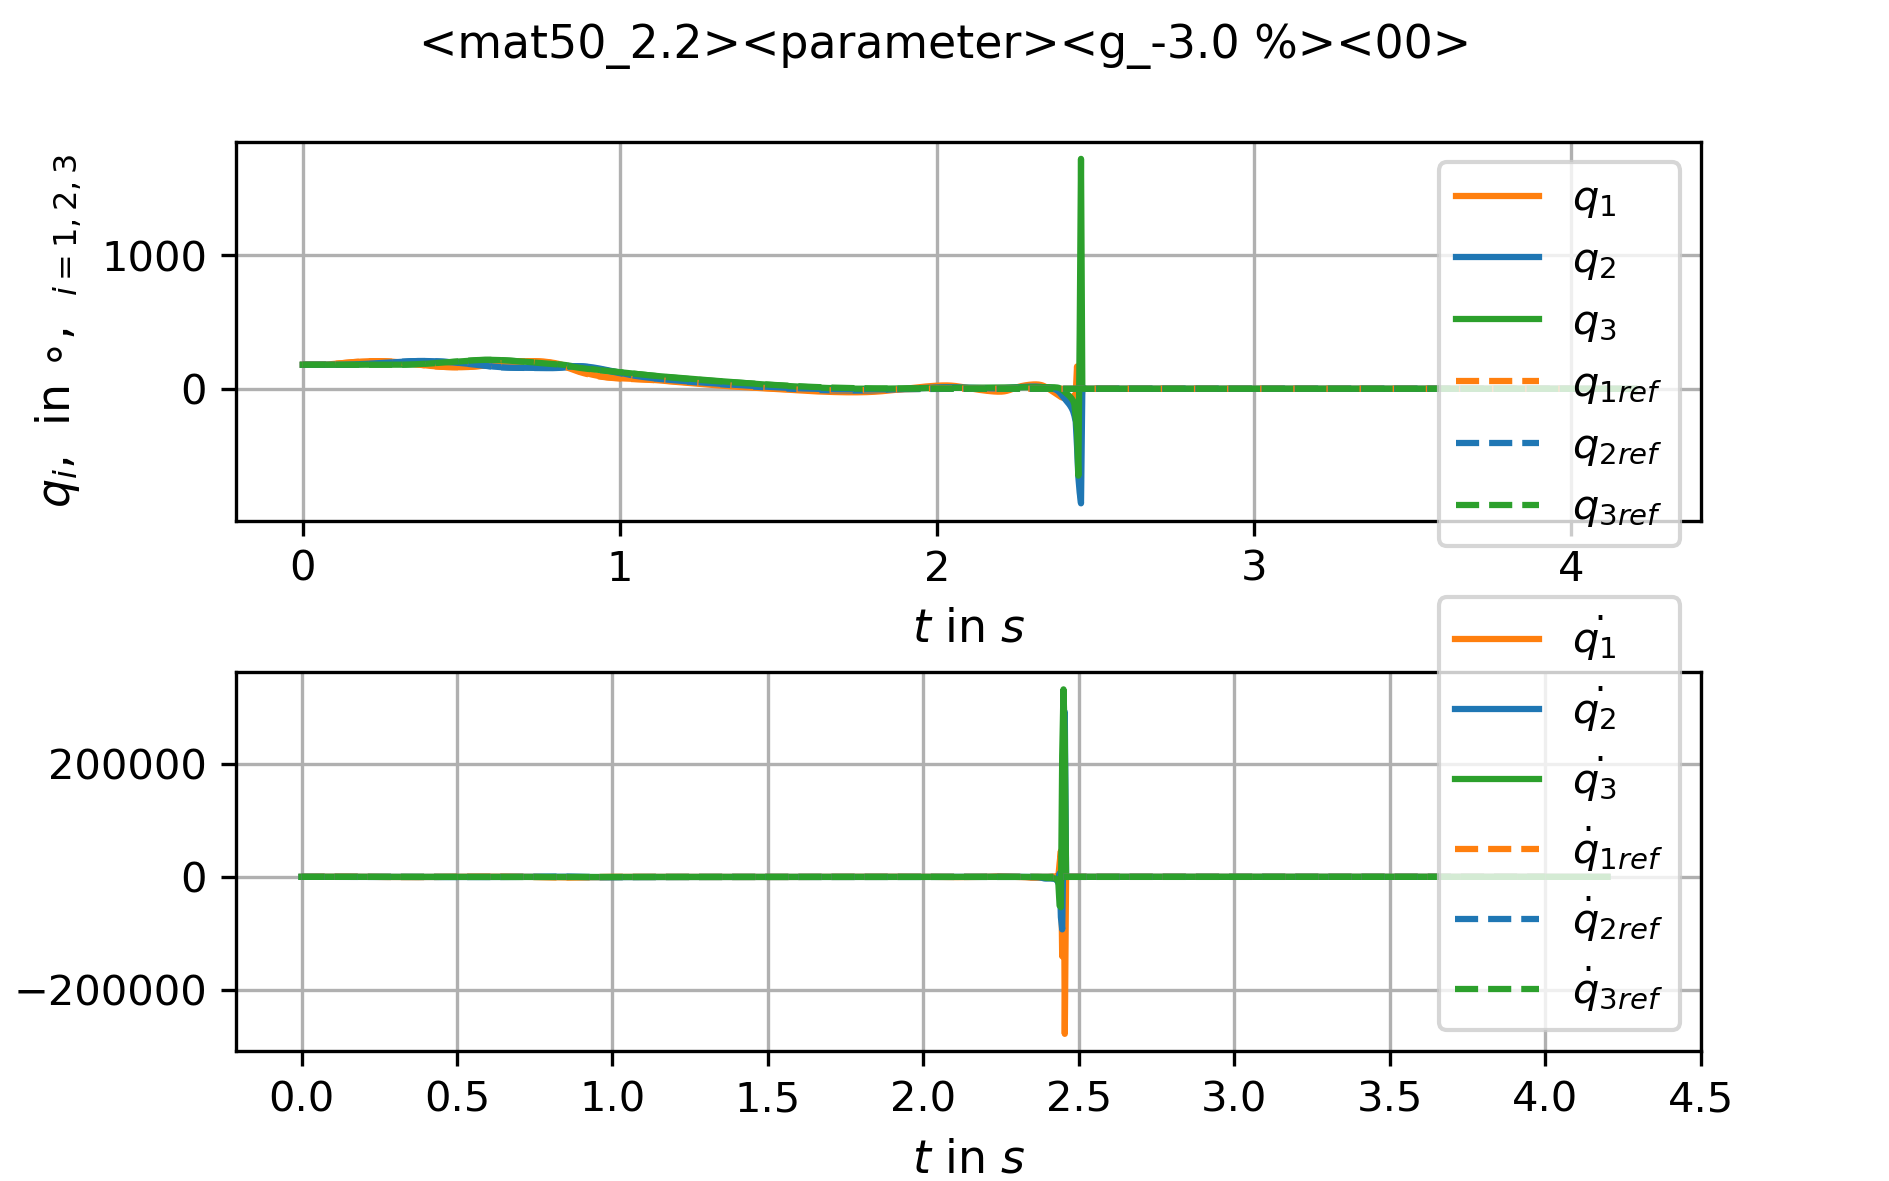 <mat50_2.2><parameter><g_-3.0 %><00>
q_i, in °, i = 1, 2, 3
1000
0
q_1
q_2
q_3
q_1ref
q_2ref
q_3ref
0 1 2 3 4
t in s
200000
0
−200000
q̇_1
q̇_2
q̇_3
q̇_1ref
q̇_2ref
q̇_3ref
0.0 0.5 1.0 1.5 2.0 2.5 3.0 3.5 4.0 4.5
t in s